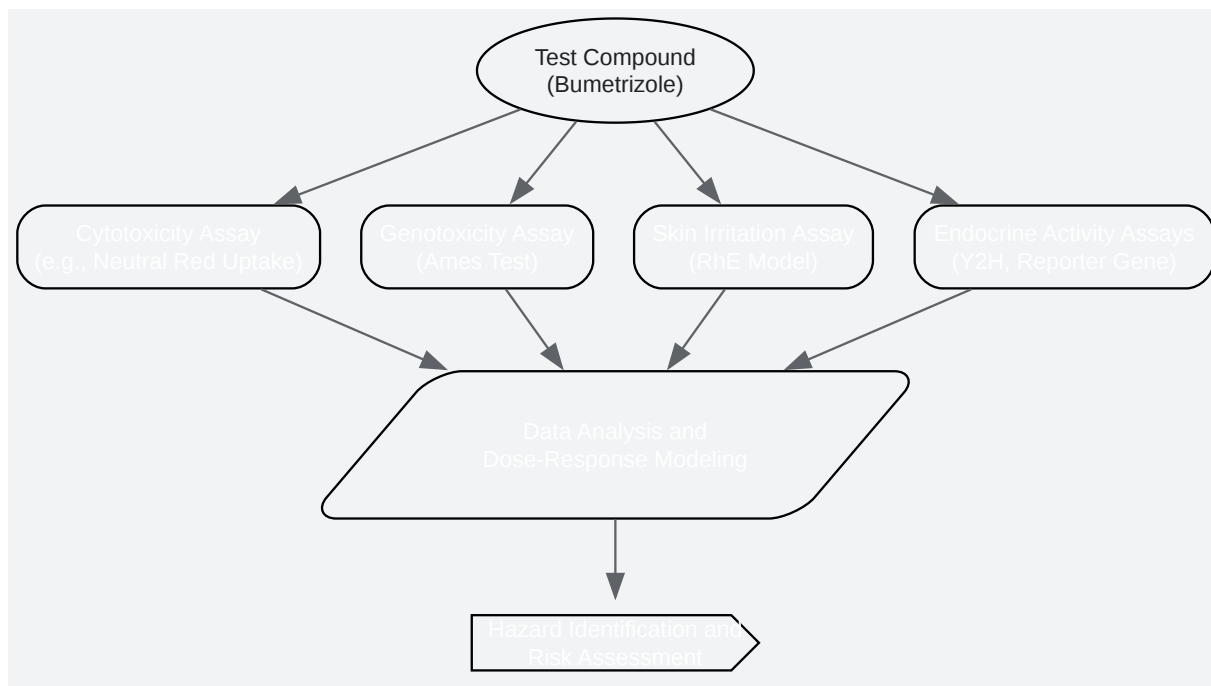 Test Compound
(Bumetrizole)
Cytotoxicity Assay
(e.g., Neutral Red Uptake)
Genotoxicity Assay
(Ames Test)
Skin Irritation Assay
(RhE Model)
Endocrine Activity Assays
(Y2H, Reporter Gene)
Data Analysis and
Dose-Response Modeling
Hazard Identification and
Risk Assessment